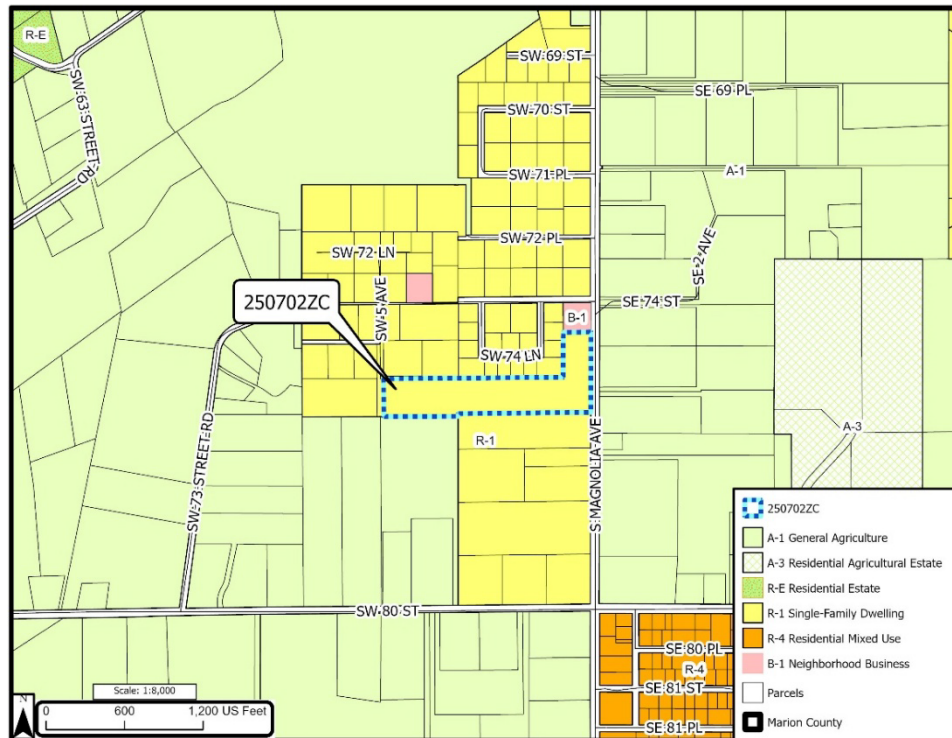 R-E
SW 63 STREET RD
SW 69 ST
SE 69 PL
SW 70 ST
SW 71 PL
A-1
SW 72 PL
SW 72 LN
SE 2 AVE
250702ZC
SW 5 AVE
SE 74 ST
B-1
SW 74 LN
SW 73 STREET RD
S MAGNOLIA AVE
R-1
A-3
SW 80 ST
SE 80 PL
R-4
SE 81 ST
SE 81 PL
250702ZC
A-1 General Agriculture
A-3 Residential Agricultural Estate
R-E Residential Estate
R-1 Single-Family Dwelling
R-4 Residential Mixed Use
B-1 Neighborhood Business
Parcels
Marion County
N
Scale: 1:8,000
0 600 1,200 US Feet